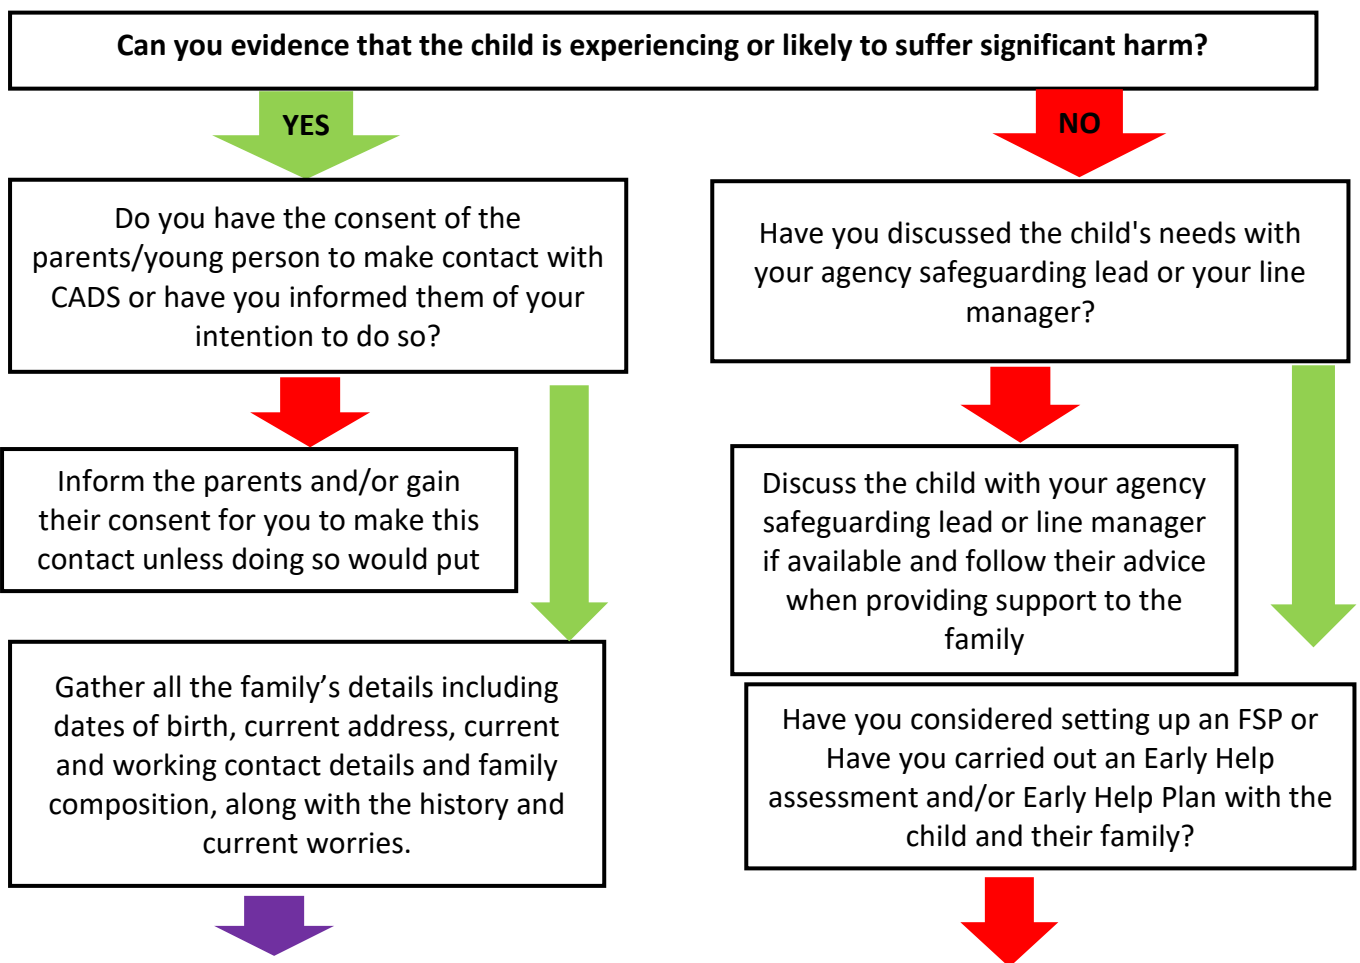 Can you evidence that the child is experiencing or likely to suffer significant harm?
YES
NO
Do you have the consent of the
parents/young person to make contact with
CADS or have you informed them of your
intention to do so?
Have you discussed the child's needs with
your agency safeguarding lead or your line
manager?
Inform the parents and/or gain
their consent for you to make this
contact unless doing so would put
Discuss the child with your agency
safeguarding lead or line manager
if available and follow their advice
when providing support to the
family
Gather all the family’s details including
dates of birth, current address, current
and working contact details and family
composition, along with the history and
current worries.
Have you considered setting up an FSP or
Have you carried out an Early Help
assessment and/or Early Help Plan with the
child and their family?